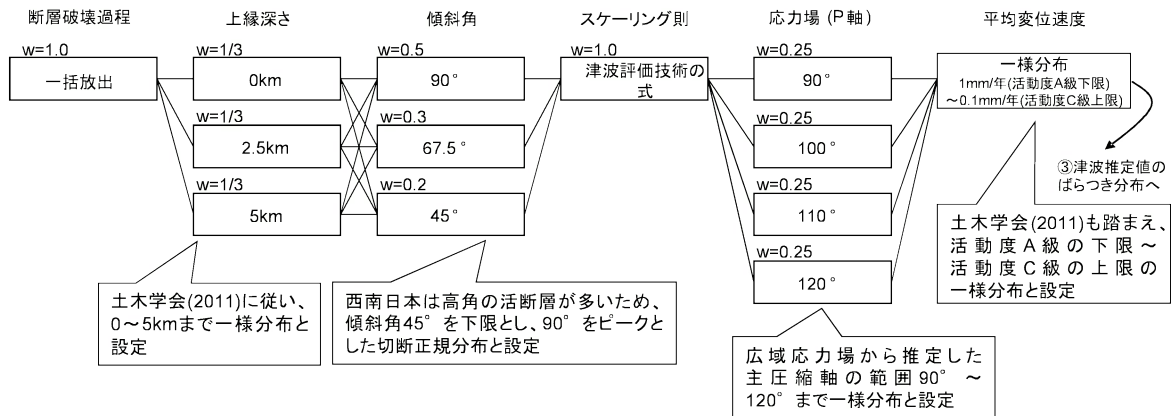 断層破壊過程
上縁深さ
傾斜角
スケーリング則
応力場 (P軸)
平均変位速度
w=1.0
一括放出
w=1/3
0km
w=1/3
2.5km
w=1/3
5km
w=0.5
90°
w=0.3
67.5°
w=0.2
45°
w=1.0
津波評価技術の
式
w=0.25
90°
w=0.25
100°
w=0.25
110°
w=0.25
120°
一様分布
1mm/年(活動度A級下限)
～0.1mm/年(活動度C級上限)
③津波推定値の
ばらつき分布へ
土木学会(2011)に従い、
0～5kmまで一様分布と
設定
西南日本は高角の活断層が多いため、
傾斜角45°を下限とし、90°をピークと
した切断正規分布と設定
広域応力場から推定した
主圧縮軸の範囲90°～
120°まで一様分布と設定
土木学会(2011)も踏まえ、
活動度A級の下限～
活動度C級の上限の
一様分布と設定